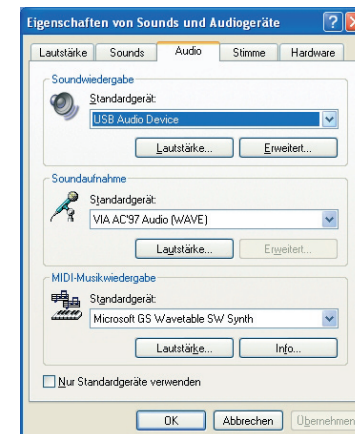 Eigenschaften von Sounds und Audiogeräte
Lautstärke Sounds Audio Stimme Hardware
Soundwiedergabe
Standardgerät:
USB Audio Device
Lautstärke... Erweitert...
Soundaufnahme
Standardgerät:
VIA AC'97 Audio (WAVE)
Lautstärke... Erweitert...
MIDI-Musikwiedergabe
Standardgerät:
Microsoft GS Wavetable SW Synth
Lautstärke... Info...
Nur Standardgeräte verwenden
OK Abbrechen Übernehmen